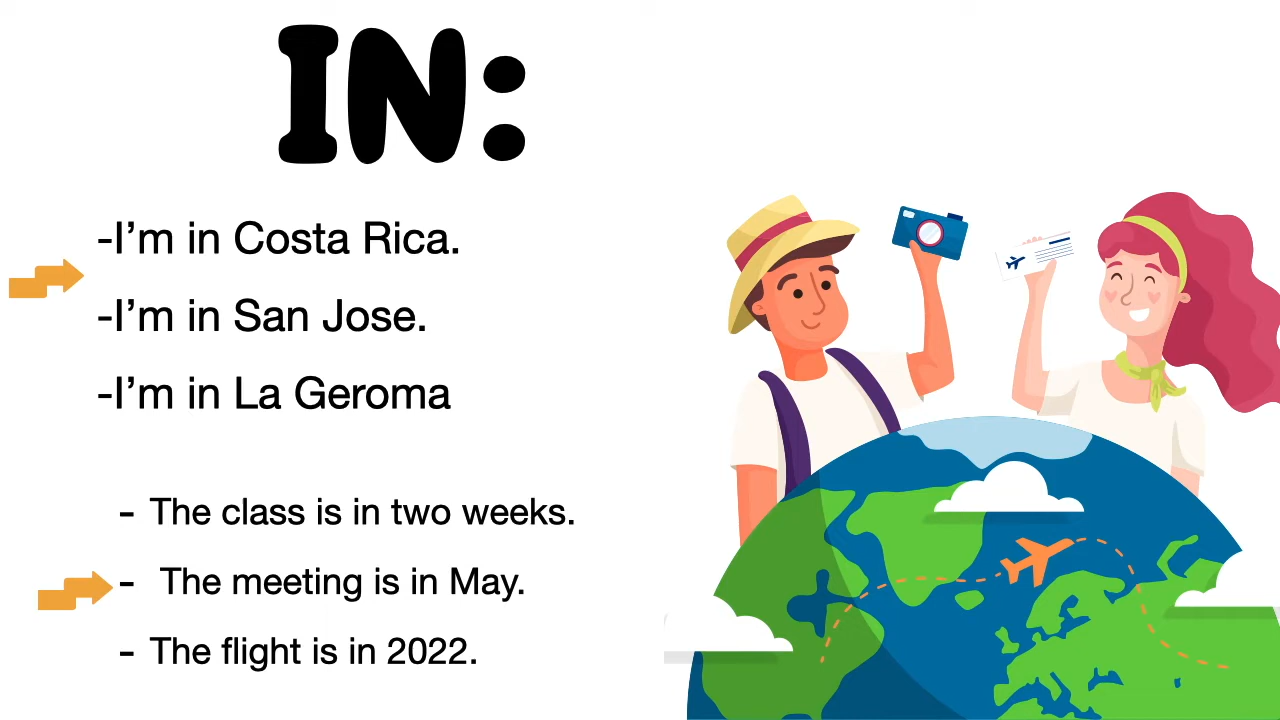 IN:
-I'm in Costa Rica.
-I'm in San Jose.
-I'm in La Geroma
- The class is in two weeks.
- The meeting is in May.
- The flight is in 2022.